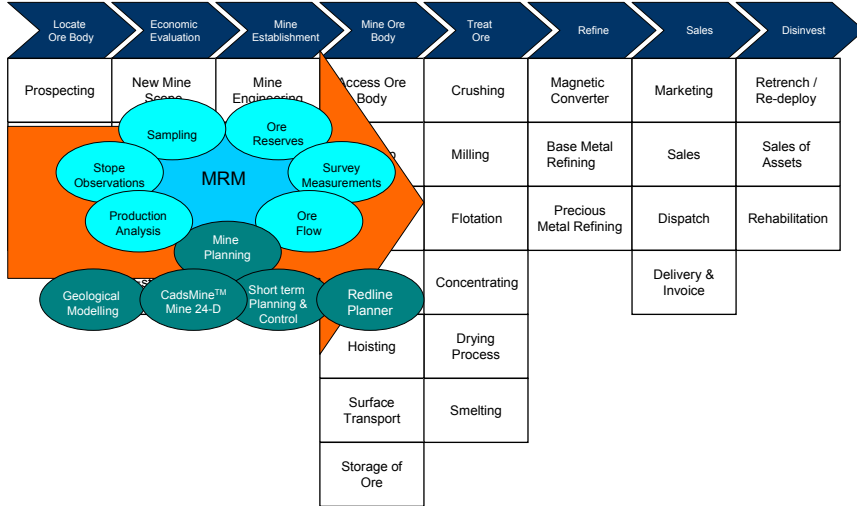 Locate
Ore Body
Economic
Evaluation
Mine
Establishment
Mine Ore
Body
Treat
Ore
Refine
Sales
Disinvest
Prospecting
New Mine
Mine
Engineering
Access Ore
Body
Crushing
Magnetic
Converter
Marketing
Retrench /
Re-deploy
Sampling
Ore
Reserves
Milling
Base Metal
Refining
Sales
Sales of
Assets
Stope
Observations
MRM
Survey
Measurements
Production
Analysis
Ore
Flow
Flotation
Precious
Metal Refining
Dispatch
Rehabilitation
Mine
Planning
Geological
Modelling
CadsMine™
Mine 24-D
Short term
Planning &
Control
Redline
Planner
Concentrating
Delivery &
Invoice
Hoisting
Drying
Process
Surface
Transport
Smelting
Storage of
Ore